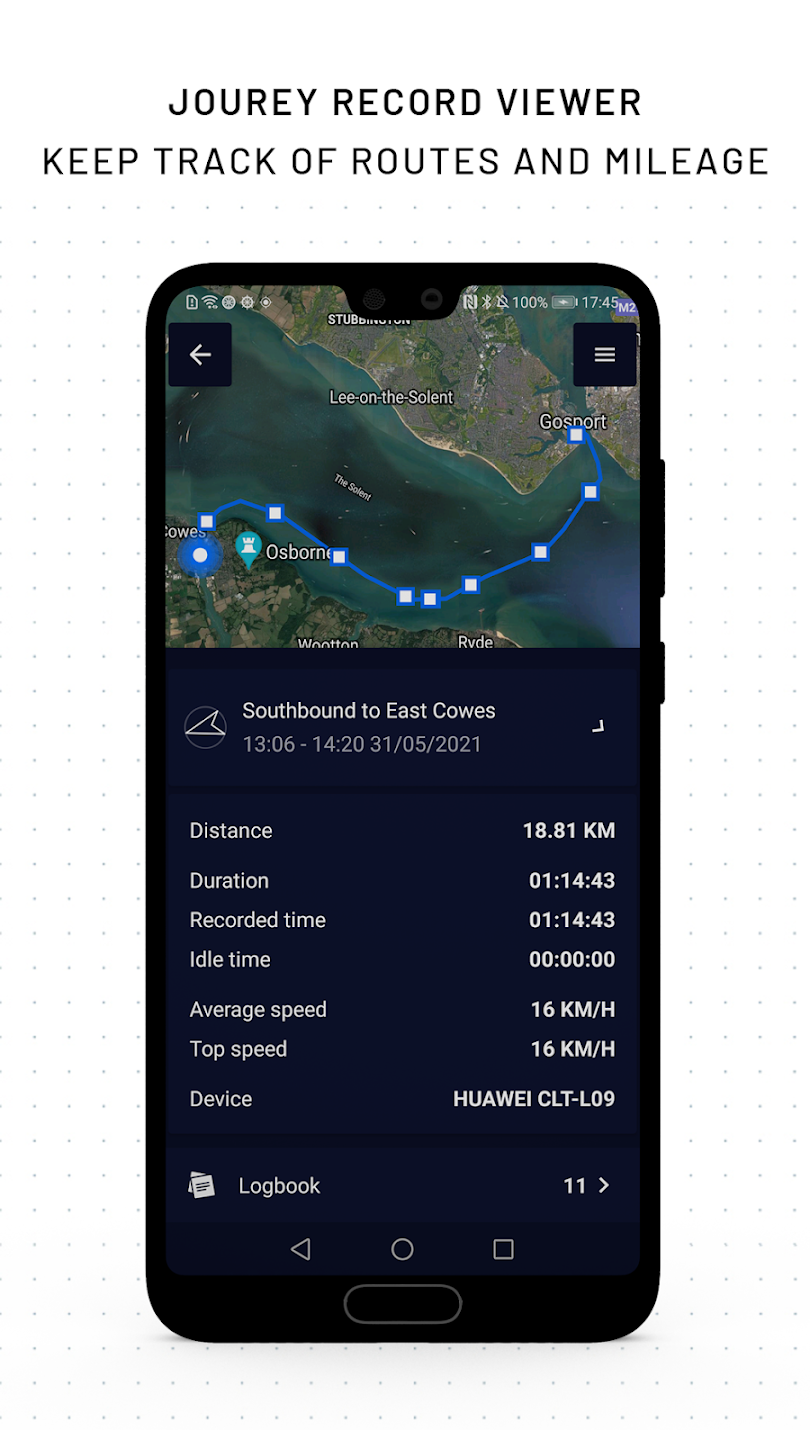 JOUREY RECORD VIEWER
KEEP TRACK OF ROUTES AND MILEAGE
100% 17:45
M2
STUBBINGTON
Lee-on-the-Solent
Gosport
The Solent
Cowes
Osborne
Wootton
Ryde
Southbound to East Cowes
13:06 - 14:20 31/05/2021
Distance 18.81 KM
Duration 01:14:43
Recorded time 01:14:43
Idle time 00:00:00
Average speed 16 KM/H
Top speed 16 KM/H
Device HUAWEI CLT-L09
Logbook 11